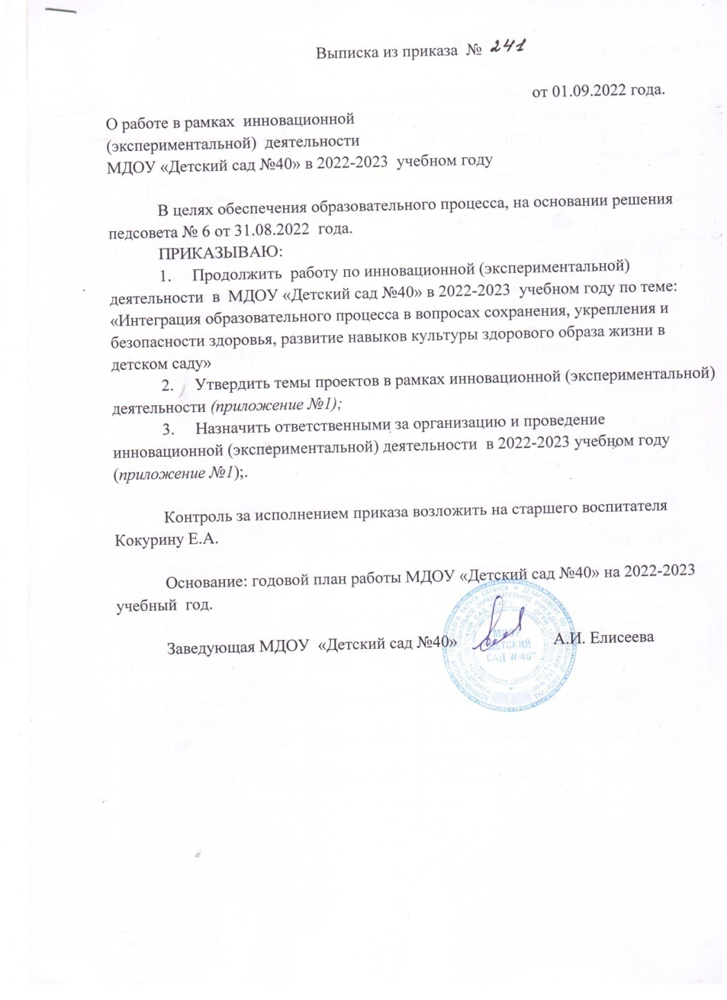 Выписка из приказа № 241
от 01.09.2022 года.
О работе в рамках инновационной
(экспериментальной) деятельности
МДОУ «Детский сад №40» в 2022-2023 учебном году
В целях обеспечения образовательного процесса, на основании решения
педсовета № 6 от 31.08.2022 года.
ПРИКАЗЫВАЮ:
1. Продолжить работу по инновационной (экспериментальной)
деятельности в МДОУ «Детский сад №40» в 2022-2023 учебном году по теме:
«Интеграция образовательного процесса в вопросах сохранения, укрепления и
безопасности здоровья, развитие навыков культуры здорового образа жизни в
детском саду»
2. Утвердить темы проектов в рамках инновационной (экспериментальной)
деятельности (приложение №1);
3. Назначить ответственными за организацию и проведение
инновационной (экспериментальной) деятельности в 2022-2023 учебном году
(приложение №1);.
Контроль за исполнением приказа возложить на старшего воспитателя
Кокурину Е.А.
Основание: годовой план работы МДОУ «Детский сад №40» на 2022-2023
учебный год.
Заведующая МДОУ «Детский сад №40» А.И. Елисеева
МДОУ
"ДЕТСКИЙ
САД №40"